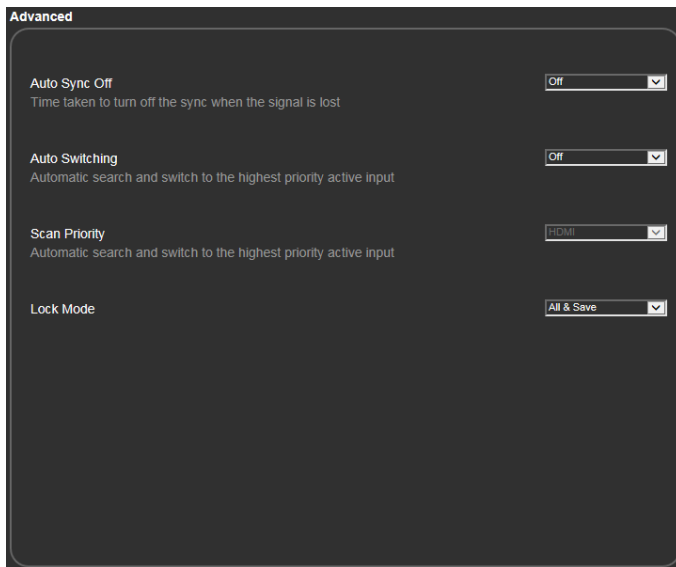 Advanced
Auto Sync Off
Off
Time taken to turn off the sync when the signal is lost
Auto Switching
Off
Automatic search and switch to the highest priority active input
Scan Priority
HDMI
Automatic search and switch to the highest priority active input
Lock Mode
All & Save